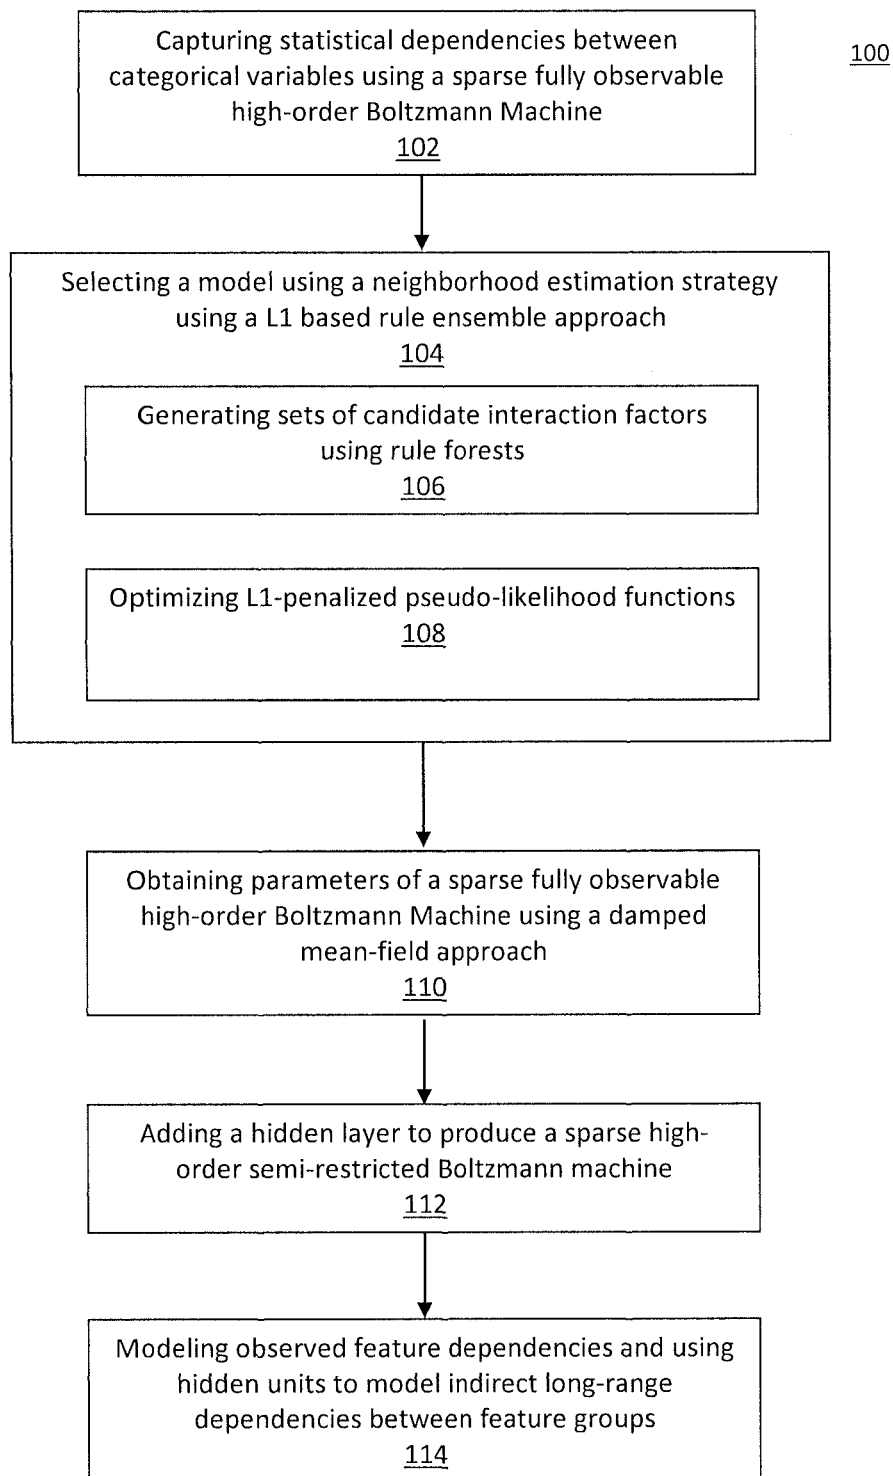 Capturing statistical dependencies between
categorical variables using a sparse fully observable
high-order Boltzmann Machine
102
100
Selecting a model using a neighborhood estimation strategy
using a L1 based rule ensemble approach
104
Generating sets of candidate interaction factors
using rule forests
106
Optimizing L1-penalized pseudo-likelihood functions
108
Obtaining parameters of a sparse fully observable
high-order Boltzmann Machine using a damped
mean-field approach
110
Adding a hidden layer to produce a sparse high-
order semi-restricted Boltzmann machine
112
Modeling observed feature dependencies and using
hidden units to model indirect long-range
dependencies between feature groups
114